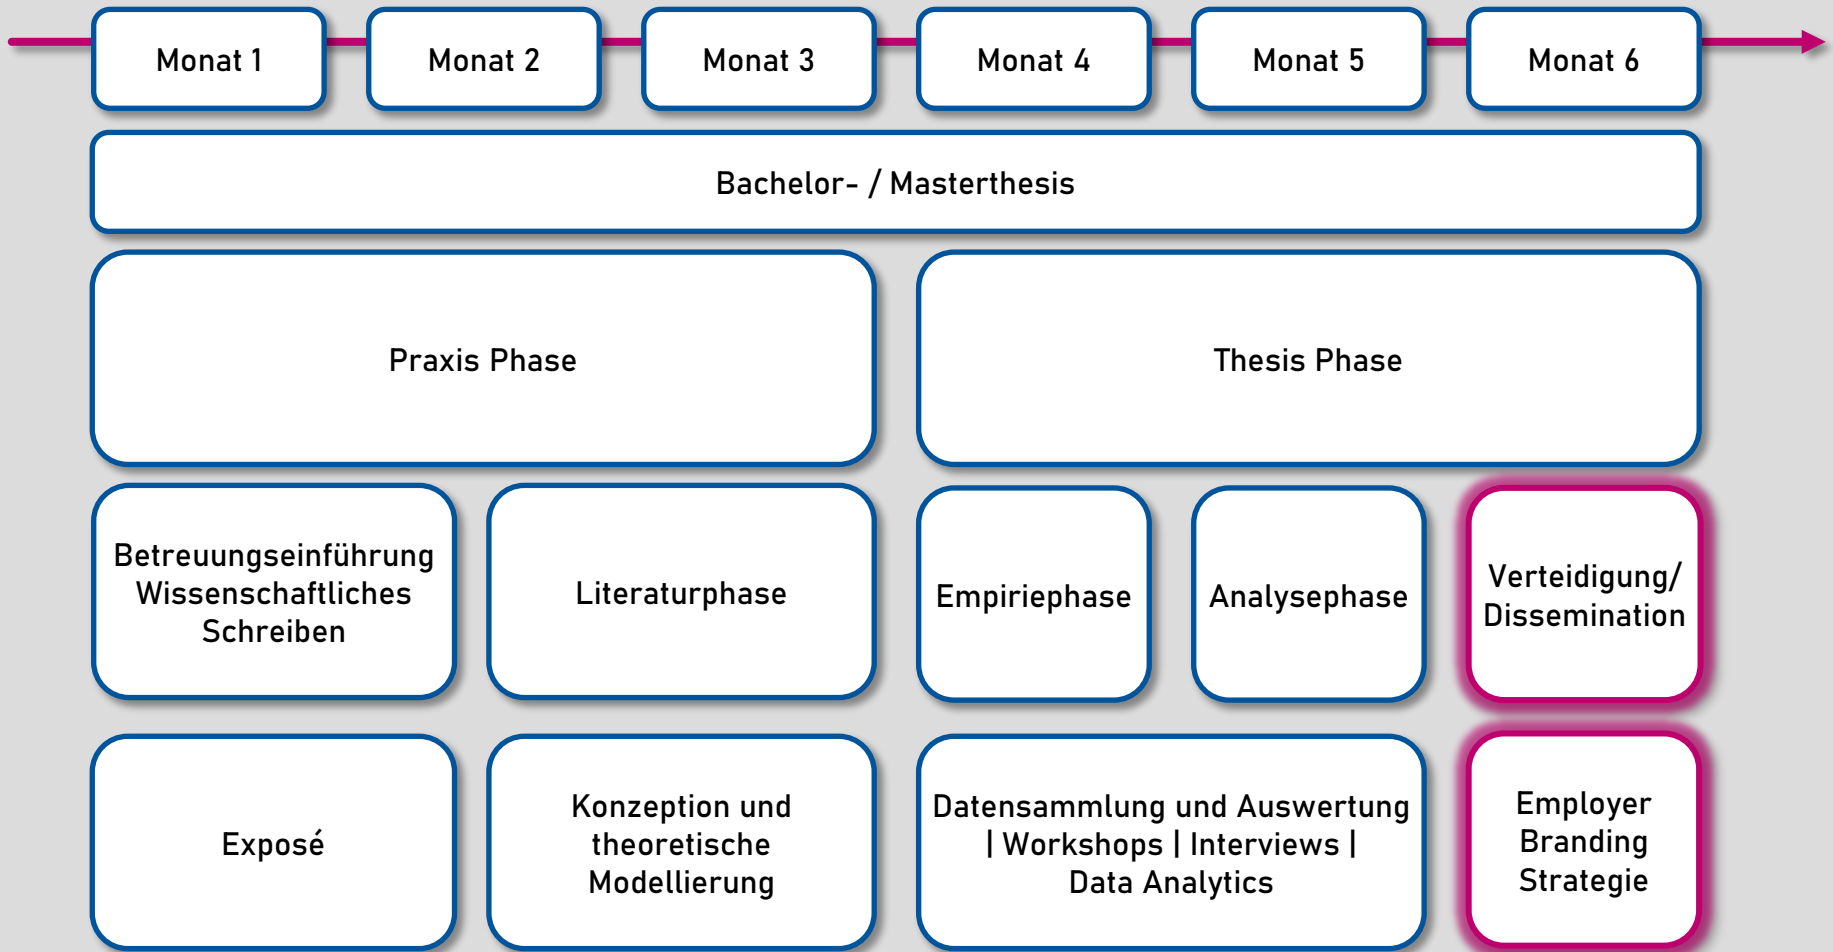 Monat 1
Monat 2
Monat 3
Monat 4
Monat 5
Monat 6
Bachelor- / Masterthesis
Praxis Phase
Thesis Phase
Betreuungseinführung
Wissenschaftliches
Schreiben
Literaturphase
Empiriephase
Analysephase
Verteidigung/
Dissemination
Exposé
Konzeption und
theoretische
Modellierung
Datensammlung und Auswertung
| Workshops | Interviews |
Data Analytics
Employer
Branding
Strategie